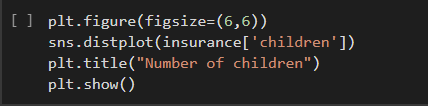 [ ] plt.figure(figsize=(6,6))
sns.distplot(insurance['children'])
plt.title("Number of children")
plt.show()